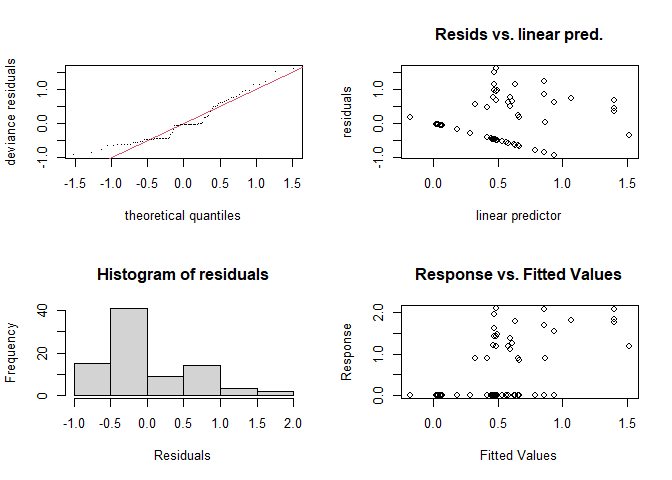 deviance residuals
-1.0 0.0 1.0
-1.5 -1.0 -0.5 0.0 0.5 1.0 1.5
theoretical quantiles
Resids vs. linear pred.
residuals
-1.0 0.0 1.0
0.0 0.5 1.0 1.5
linear predictor
Histogram of residuals
Frequency
0 20 40
-1.0 -0.5 0.0 0.5 1.0 1.5 2.0
Residuals
Response vs. Fitted Values
Response
0.0 1.0 2.0
0.0 0.5 1.0 1.5
Fitted Values